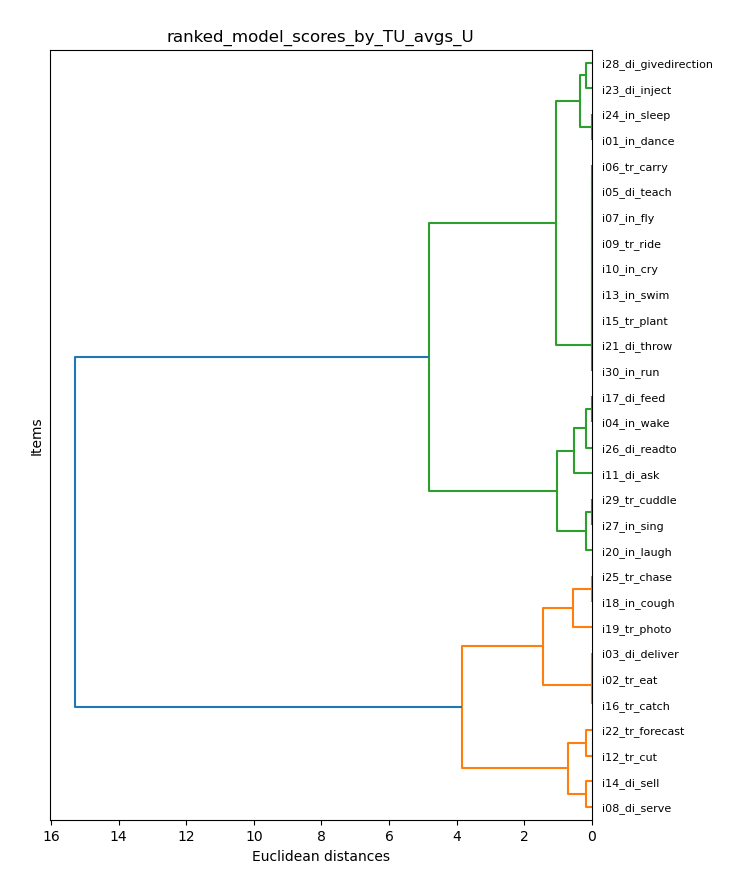 ranked_model_scores_by_TU_avgs_U
i28_di_givedirection
i23_di_inject
i24_in_sleep
i01_in_dance
i06_tr_carry
i05_di_teach
i07_in_fly
i09_tr_ride
i10_in_cry
i13_in_swim
i15_tr_plant
i21_di_throw
i30_in_run
i17_di_feed
i04_in_wake
i26_di_readto
i11_di_ask
i29_tr_cuddle
i27_in_sing
i20_in_laugh
i25_tr_chase
i18_in_cough
i19_tr_photo
i03_di_deliver
i02_tr_eat
i16_tr_catch
i22_tr_forecast
i12_tr_cut
i14_di_sell
i08_di_serve
Items
16 14 12 10 8 6 4 2 0
Euclidean distances